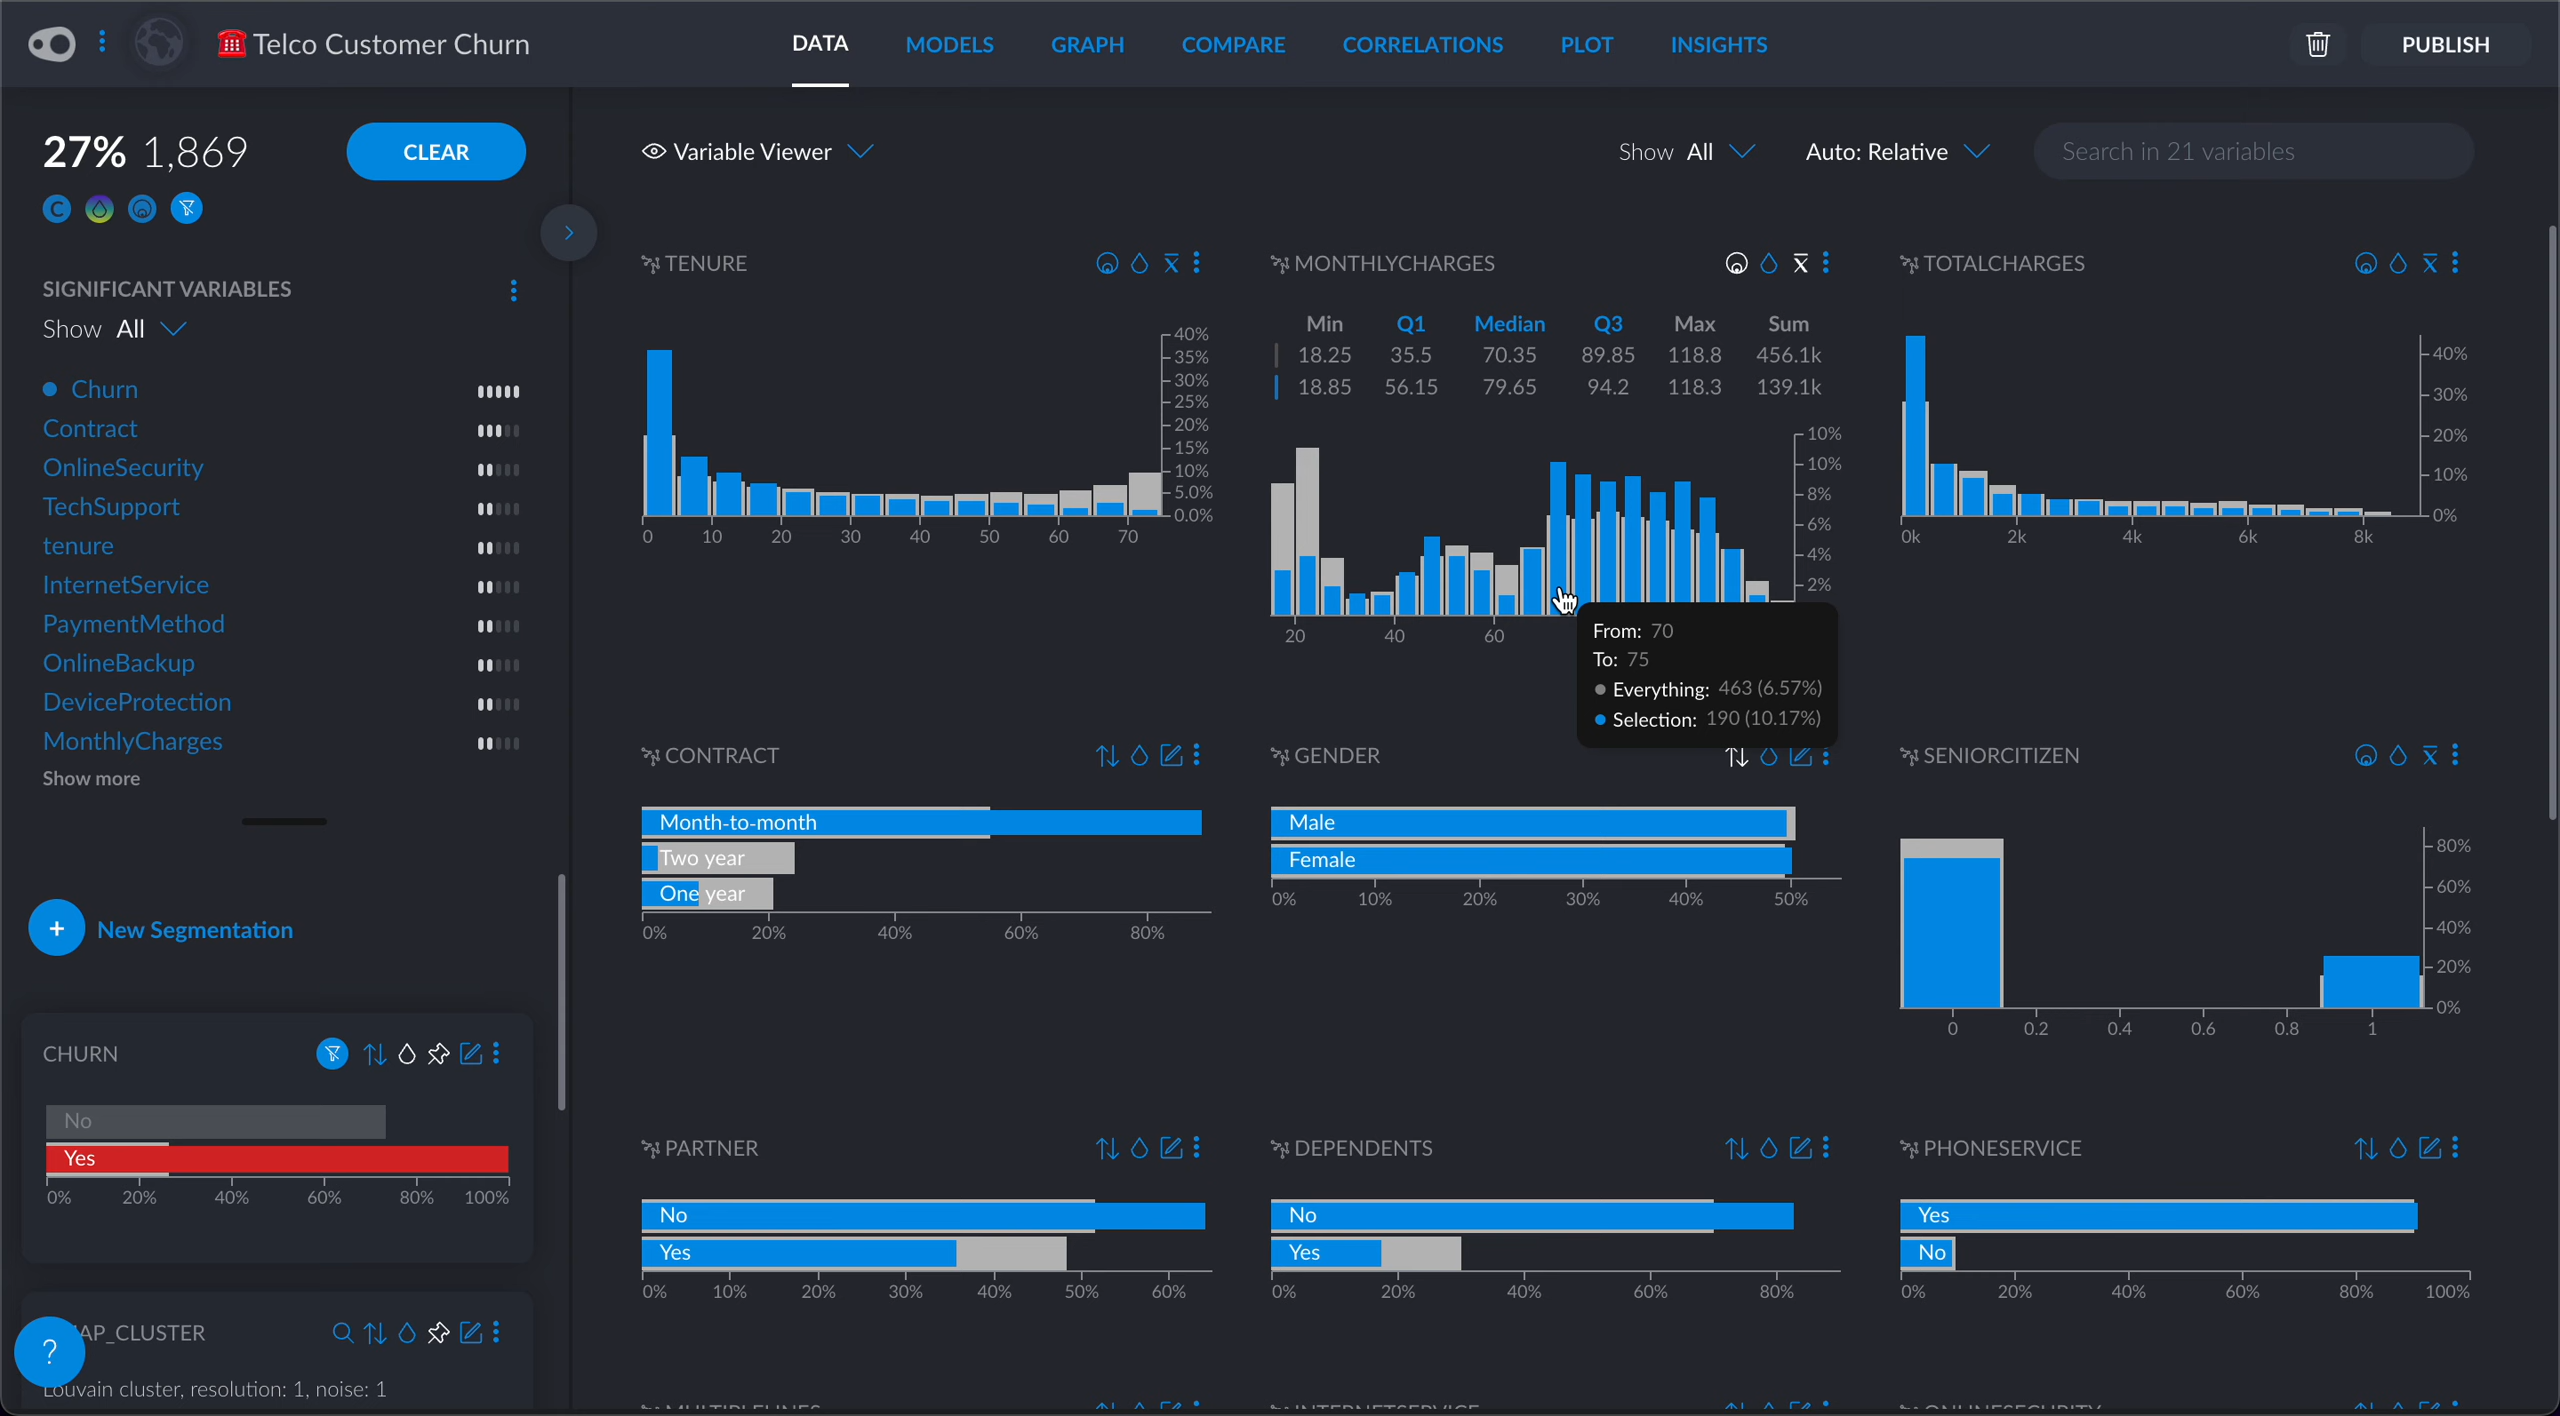 Telco Customer Churn
DATA
MODELS
GRAPH
COMPARE
CORRELATIONS
PLOT
INSIGHTS
PUBLISH
27% 1,869
CLEAR
C
SIGNIFICANT VARIABLES
Show All
Churn
Contract
OnlineSecurity
TechSupport
tenure
InternetService
PaymentMethod
OnlineBackup
DeviceProtection
MonthlyCharges
Show more
+ New Segmentation
CHURN
No
Yes
0% 20% 40% 60% 80% 100%
AP_CLUSTER
?
Louvain cluster, resolution: 1, noise: 1
Variable Viewer
Show All
Auto: Relative
Search in 21 variables
TENURE
40%
35%
30%
25%
20%
15%
10%
5.0%
0.0%
0 10 20 30 40 50 60 70
MONTHLYCHARGES
Min Q1 Median Q3 Max Sum
18.25 35.5 70.35 89.85 118.8 456.1k
18.85 56.15 79.65 94.2 118.3 139.1k
10%
10%
8%
6%
4%
2%
20 40 60
From: 70
To: 75
Everything: 463 (6.57%)
Selection: 190 (10.17%)
TOTALCHARGES
40%
30%
20%
10%
0%
0k 2k 4k 6k 8k
CONTRACT
Month-to-month
Two year
One year
0% 20% 40% 60% 80%
GENDER
Male
Female
0% 10% 20% 30% 40% 50%
SENIORCITIZEN
80%
60%
40%
20%
0%
0 0.2 0.4 0.6 0.8 1
PARTNER
No
Yes
0% 10% 20% 30% 40% 50% 60%
DEPENDENTS
No
Yes
0% 20% 40% 60% 80%
PHONESERVICE
Yes
No
0% 20% 40% 60% 80% 100%
MULTIPLELINES
INTERNETSERVICE
ONLINESECURITY